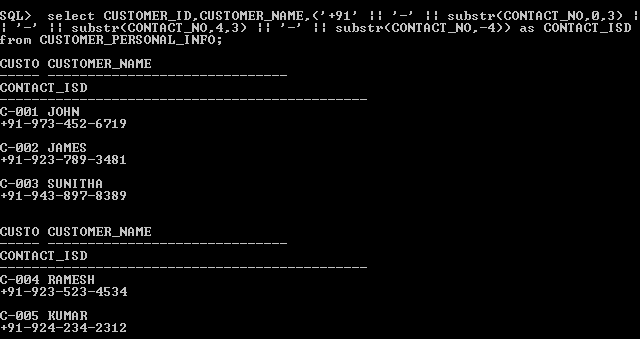 SQL>  select CUSTOMER_ID,CUSTOMER_NAME,('+91' || '-' || substr(CONTACT_NO,0,3) |
| '-' || substr(CONTACT_NO,4,3) || '-' || substr(CONTACT_NO,-4)) as CONTACT_ISD
from CUSTOMER_PERSONAL_INFO;
CUSTO CUSTOMER_NAME
----- ------------------------------
CONTACT_ISD
----------------------------------------------
C-001 JOHN
+91-973-452-6719
C-002 JAMES
+91-923-789-3481
C-003 SUNITHA
+91-943-897-8389
CUSTO CUSTOMER_NAME
----- ------------------------------
CONTACT_ISD
----------------------------------------------
C-004 RAMESH
+91-923-523-4534
C-005 KUMAR
+91-924-234-2312